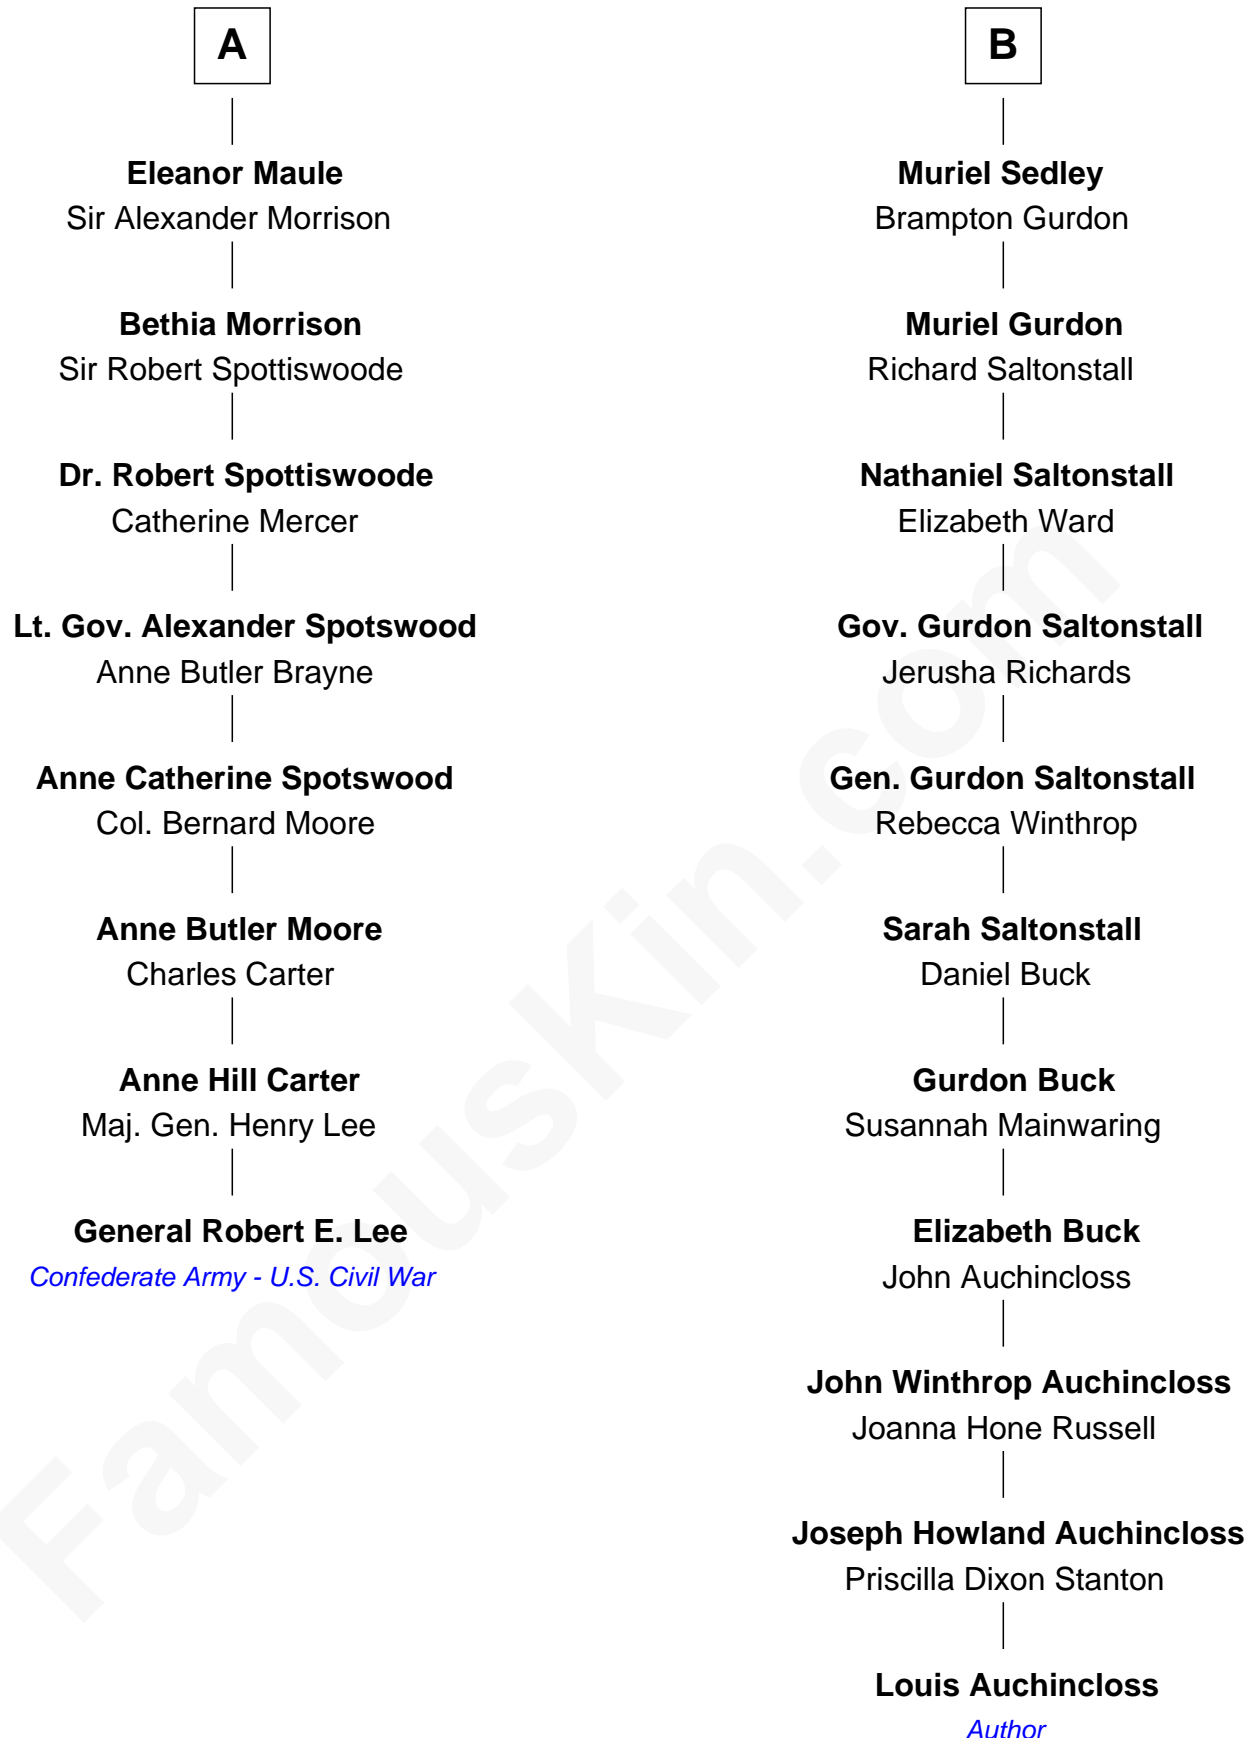 A
Eleanor Maule
Sir Alexander Morrison
Bethia Morrison
Sir Robert Spottiswoode
Dr. Robert Spottiswoode
Catherine Mercer
Lt. Gov. Alexander Spotswood
Anne Butler Brayne
Anne Catherine Spotswood
Col. Bernard Moore
Anne Butler Moore
Charles Carter
Anne Hill Carter
Maj. Gen. Henry Lee
General Robert E. Lee
Confederate Army - U.S. Civil War
B
Muriel Sedley
Brampton Gurdon
Muriel Gurdon
Richard Saltonstall
Nathaniel Saltonstall
Elizabeth Ward
Gov. Gurdon Saltonstall
Jerusha Richards
Gen. Gurdon Saltonstall
Rebecca Winthrop
Sarah Saltonstall
Daniel Buck
Gurdon Buck
Susannah Mainwaring
Elizabeth Buck
John Auchincloss
John Winthrop Auchincloss
Joanna Hone Russell
Joseph Howland Auchincloss
Priscilla Dixon Stanton
Louis Auchincloss
Author
FamousKin.com